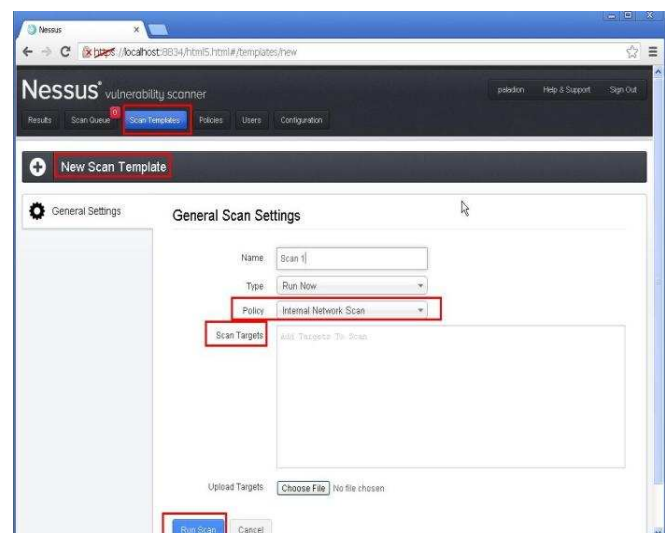 Nessus
https://localhost:8834/html5.html#/templates/new
Nessus vulnerability scanner
paladion Help & Support Sign Out
Results Scan Queue 0 Scan Templates Policies Users Configuration
New Scan Template
General Settings
General Scan Settings
Name Scan 1
Type Run Now
Policy Internal Network Scan
Scan Targets Add Targets To Scan
Upload Targets Choose File No file chosen
Run Scan Cancel